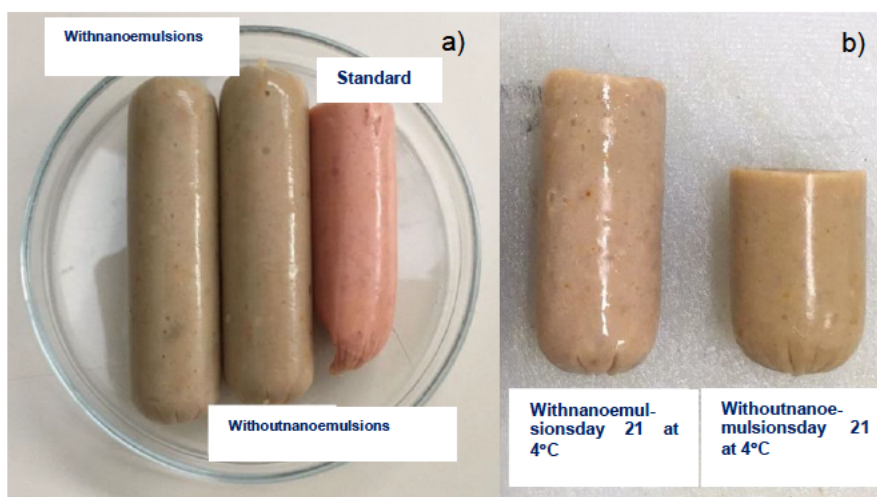 Withnanoemulsions
a)
Standard
Withoutnanoemulsions
b)
Withnanoemul-
sionsday 21 at
4°C
Withoutnanoe-
mulsionsday 21
at 4°C